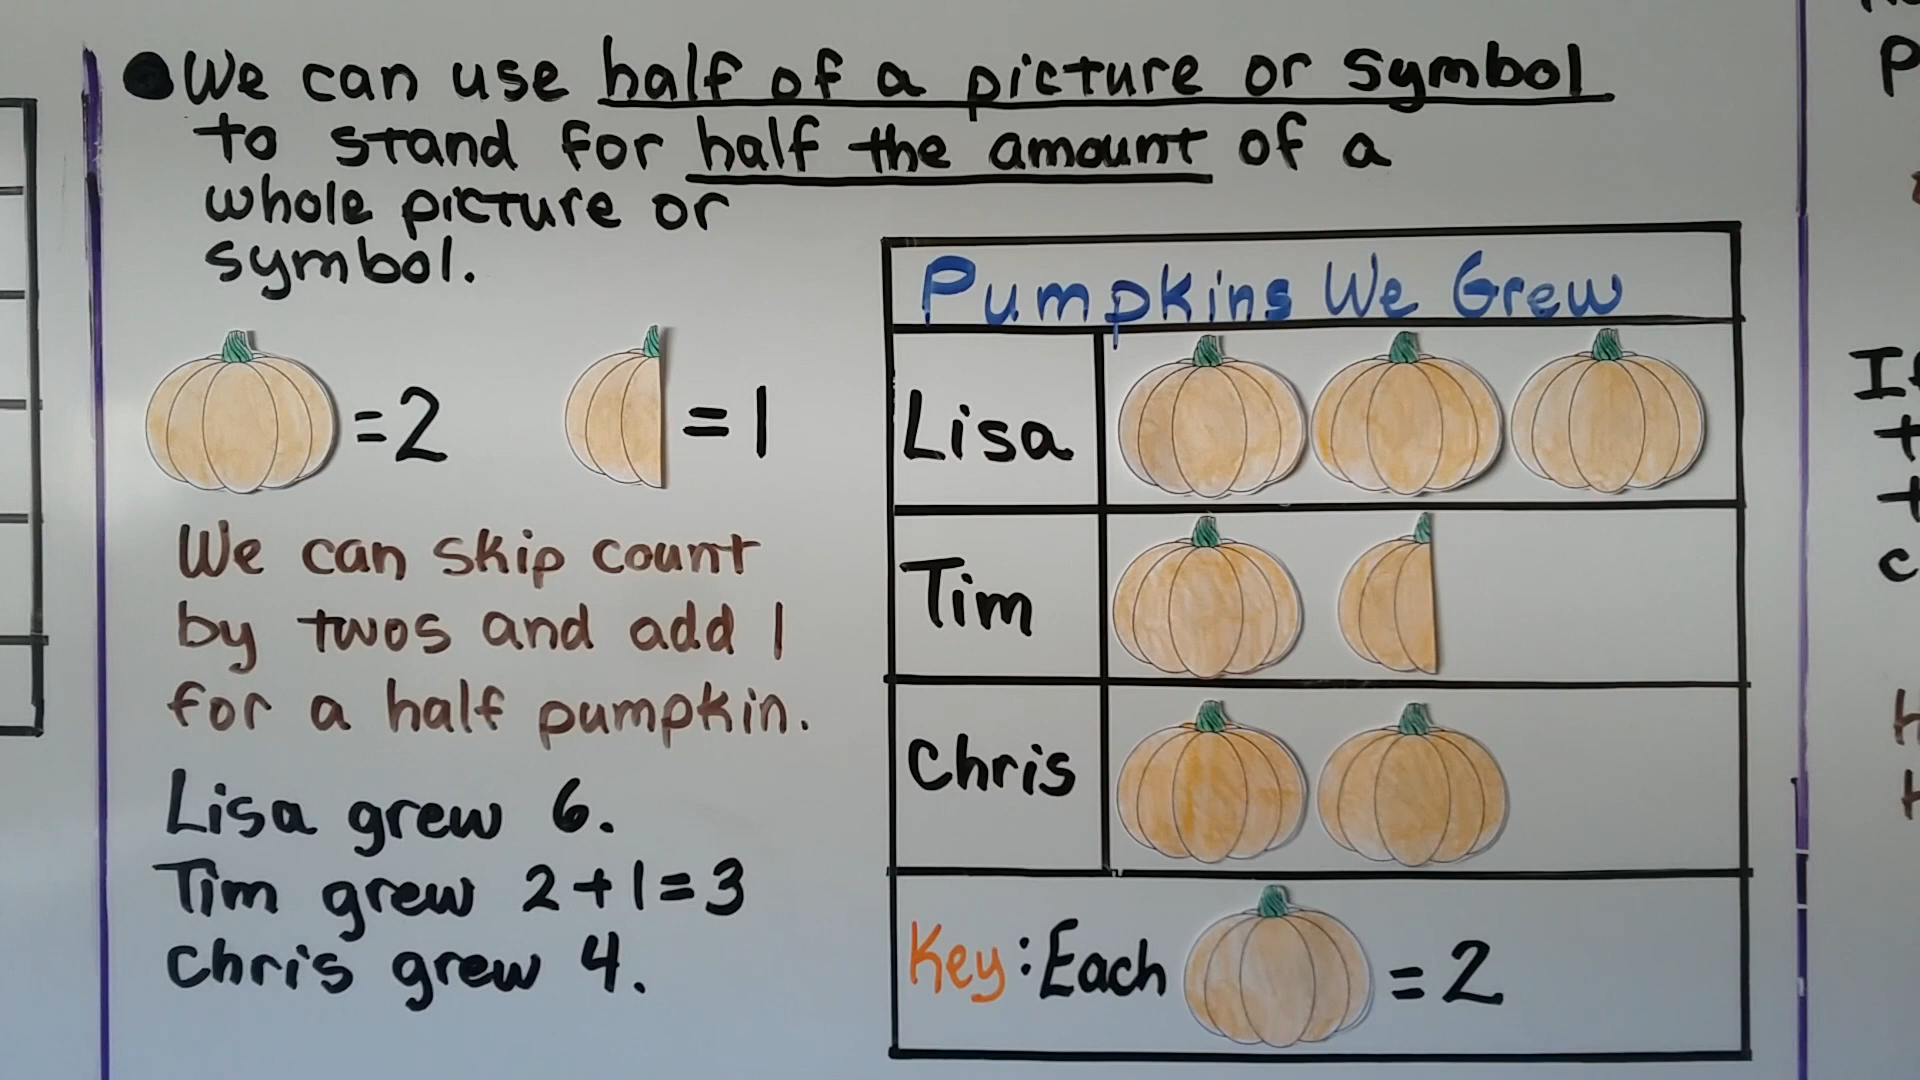 We can use half of a picture or symbol
to stand for half the amount of a
whole picture or
symbol.
= 2
= 1
We can skip count
by twos and add 1
for a half pumpkin.
Lisa grew 6.
Tim grew 2+1=3
Chris grew 4.
Pumpkins We Grew
Lisa
Tim
Chris
Key: Each = 2